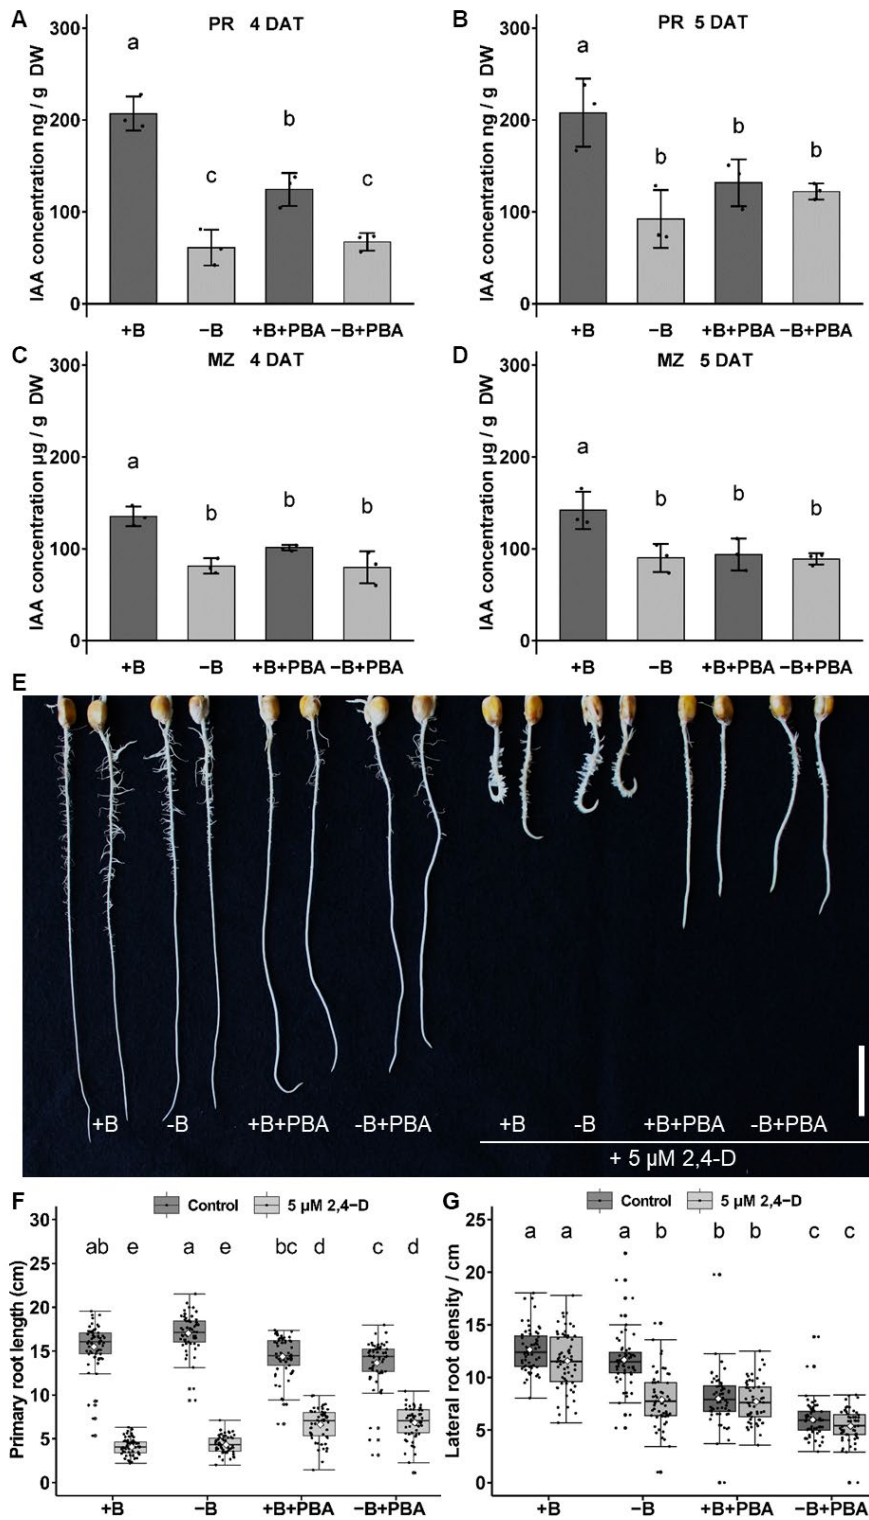 A PR 4 DAT
IAA concentration ng / g DW
300
200
100
0
a
c
b
c
+B −B +B+PBA −B+PBA
B PR 5 DAT
IAA concentration ng / g DW
300
200
100
0
a
b
b
b
+B −B +B+PBA −B+PBA
C MZ 4 DAT
IAA concentration µg / g DW
300
200
100
0
a
b
b
b
+B −B +B+PBA −B+PBA
D MZ 5 DAT
IAA concentration µg / g DW
300
200
100
0
a
b
b
b
+B −B +B+PBA −B+PBA
E
+B -B +B+PBA -B+PBA +B -B +B+PBA -B+PBA
+ 5 µM 2,4-D
F Control 5 µM 2,4−D
Primary root length (cm)
30
25
20
15
10
5
0
ab e a e bc d c d
+B −B +B+PBA −B+PBA
G Control 5 µM 2,4−D
Lateral root density / cm
25
20
15
10
5
0
a a a b b b c c
+B −B +B+PBA −B+PBA